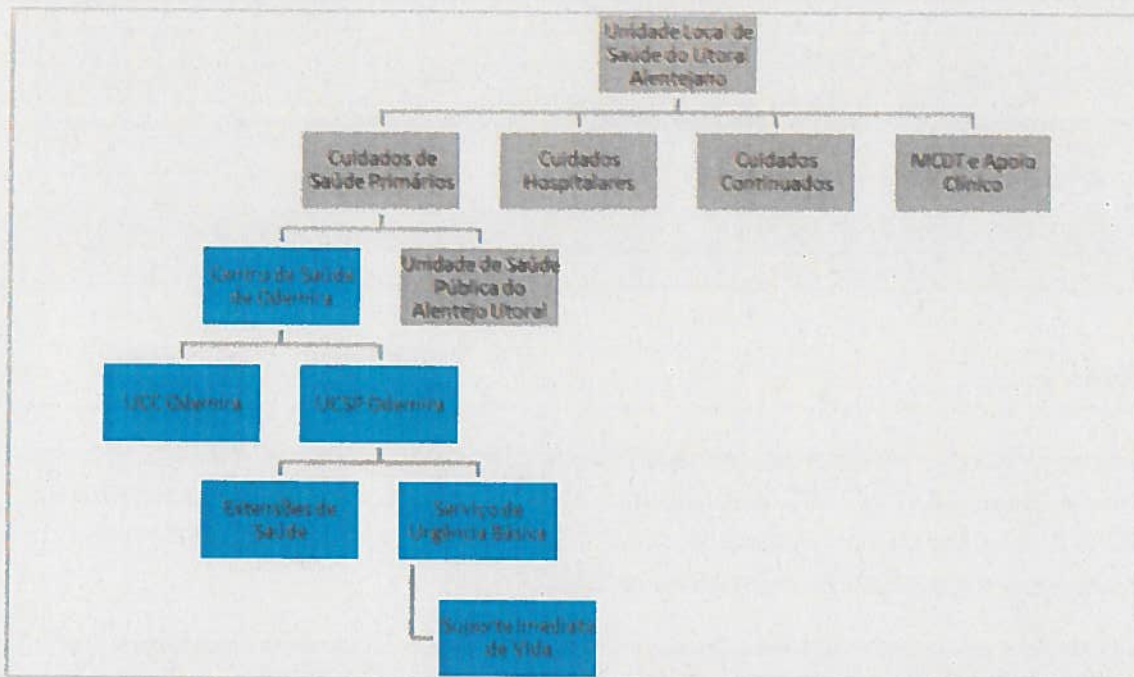 Unidade Local de
Saúde do Litoral
Alentejano
Cuidados de
Saúde Primários
Cuidados
Hospitalares
Cuidados
Continuados
MCDT e Apoio
Clínico
Centro de Saúde
de Odemira
Unidade de Saúde
Pública do
Alentejo Litoral
UCC Odemira
UCSP Odemira
Extensões de
Saúde
Serviço de
Urgência Básica
Suporte Imediato
de Vida